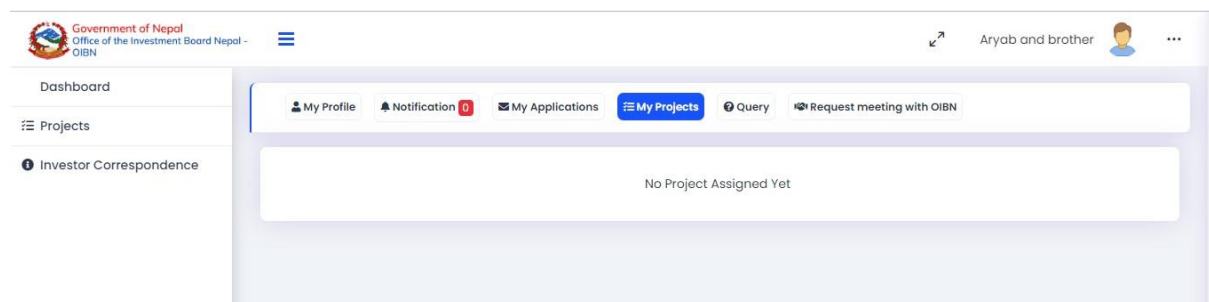 Government of Nepal
Office of the Investment Board Nepal -
OIBN
Aryab and brother
Dashboard
Projects
Investor Correspondence
My Profile
Notification 0
My Applications
My Projects
Query
Request meeting with OIBN
No Project Assigned Yet